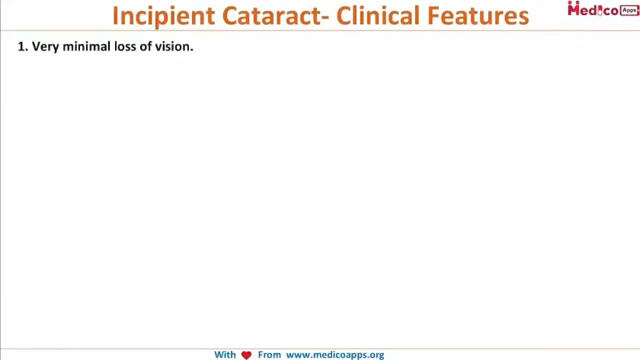 Incipient Cataract- Clinical Features
Medico Apps
1. Very minimal loss of vision.
With ❤ From www.medicoapps.org